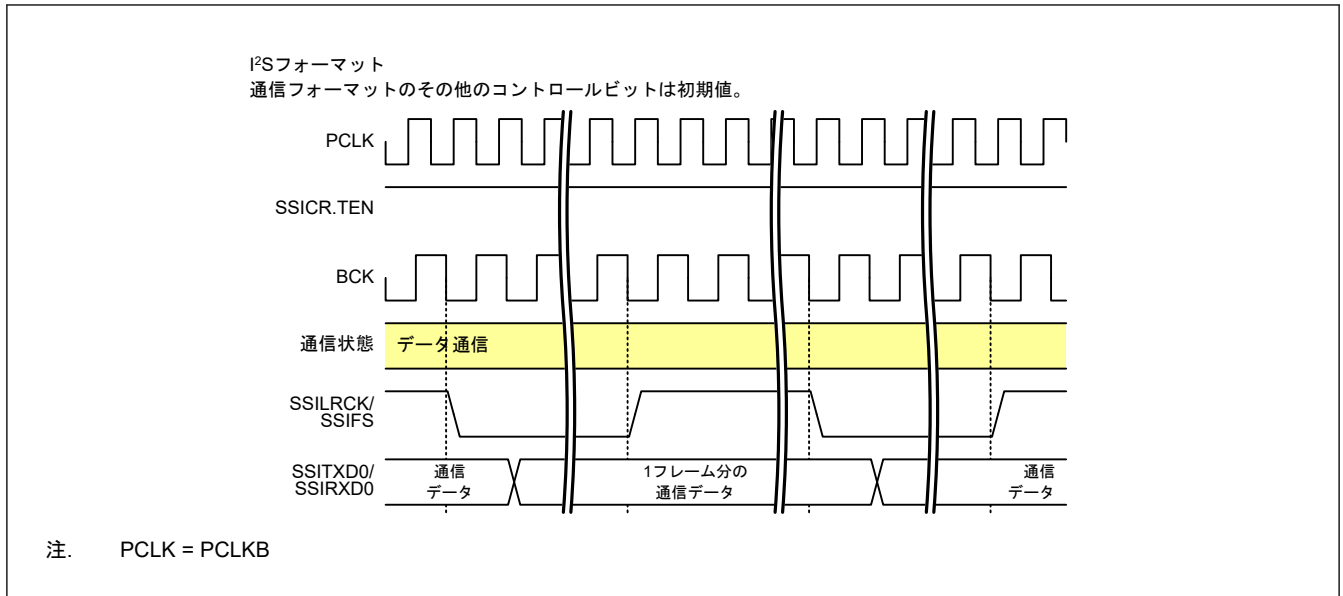 I²Sフォーマット
通信フォーマットのその他のコントロールビットは初期値。
PCLK
SSICR.TEN
BCK
通信状態 データ通信
SSILRCK/
SSIFS
SSITXD0/
SSIRXD0
通信
データ
1フレーム分の
通信データ
通信
データ
注. PCLK = PCLKB